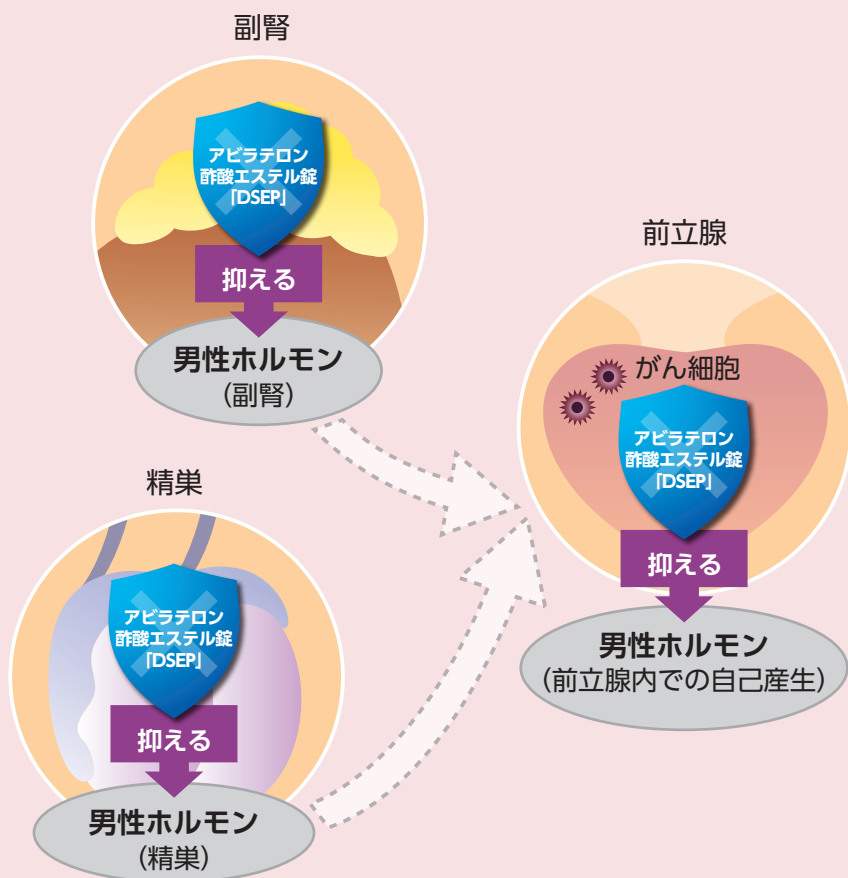 副腎
アビラテロン
酢酸エステル錠
「DSEP」
抑える
男性ホルモン
(副腎)
前立腺
がん細胞
アビラテロン
酢酸エステル錠
「DSEP」
抑える
男性ホルモン
(前立腺内での自己産生)
精巣
アビラテロン
酢酸エステル錠
「DSEP」
抑える
男性ホルモン
(精巣)